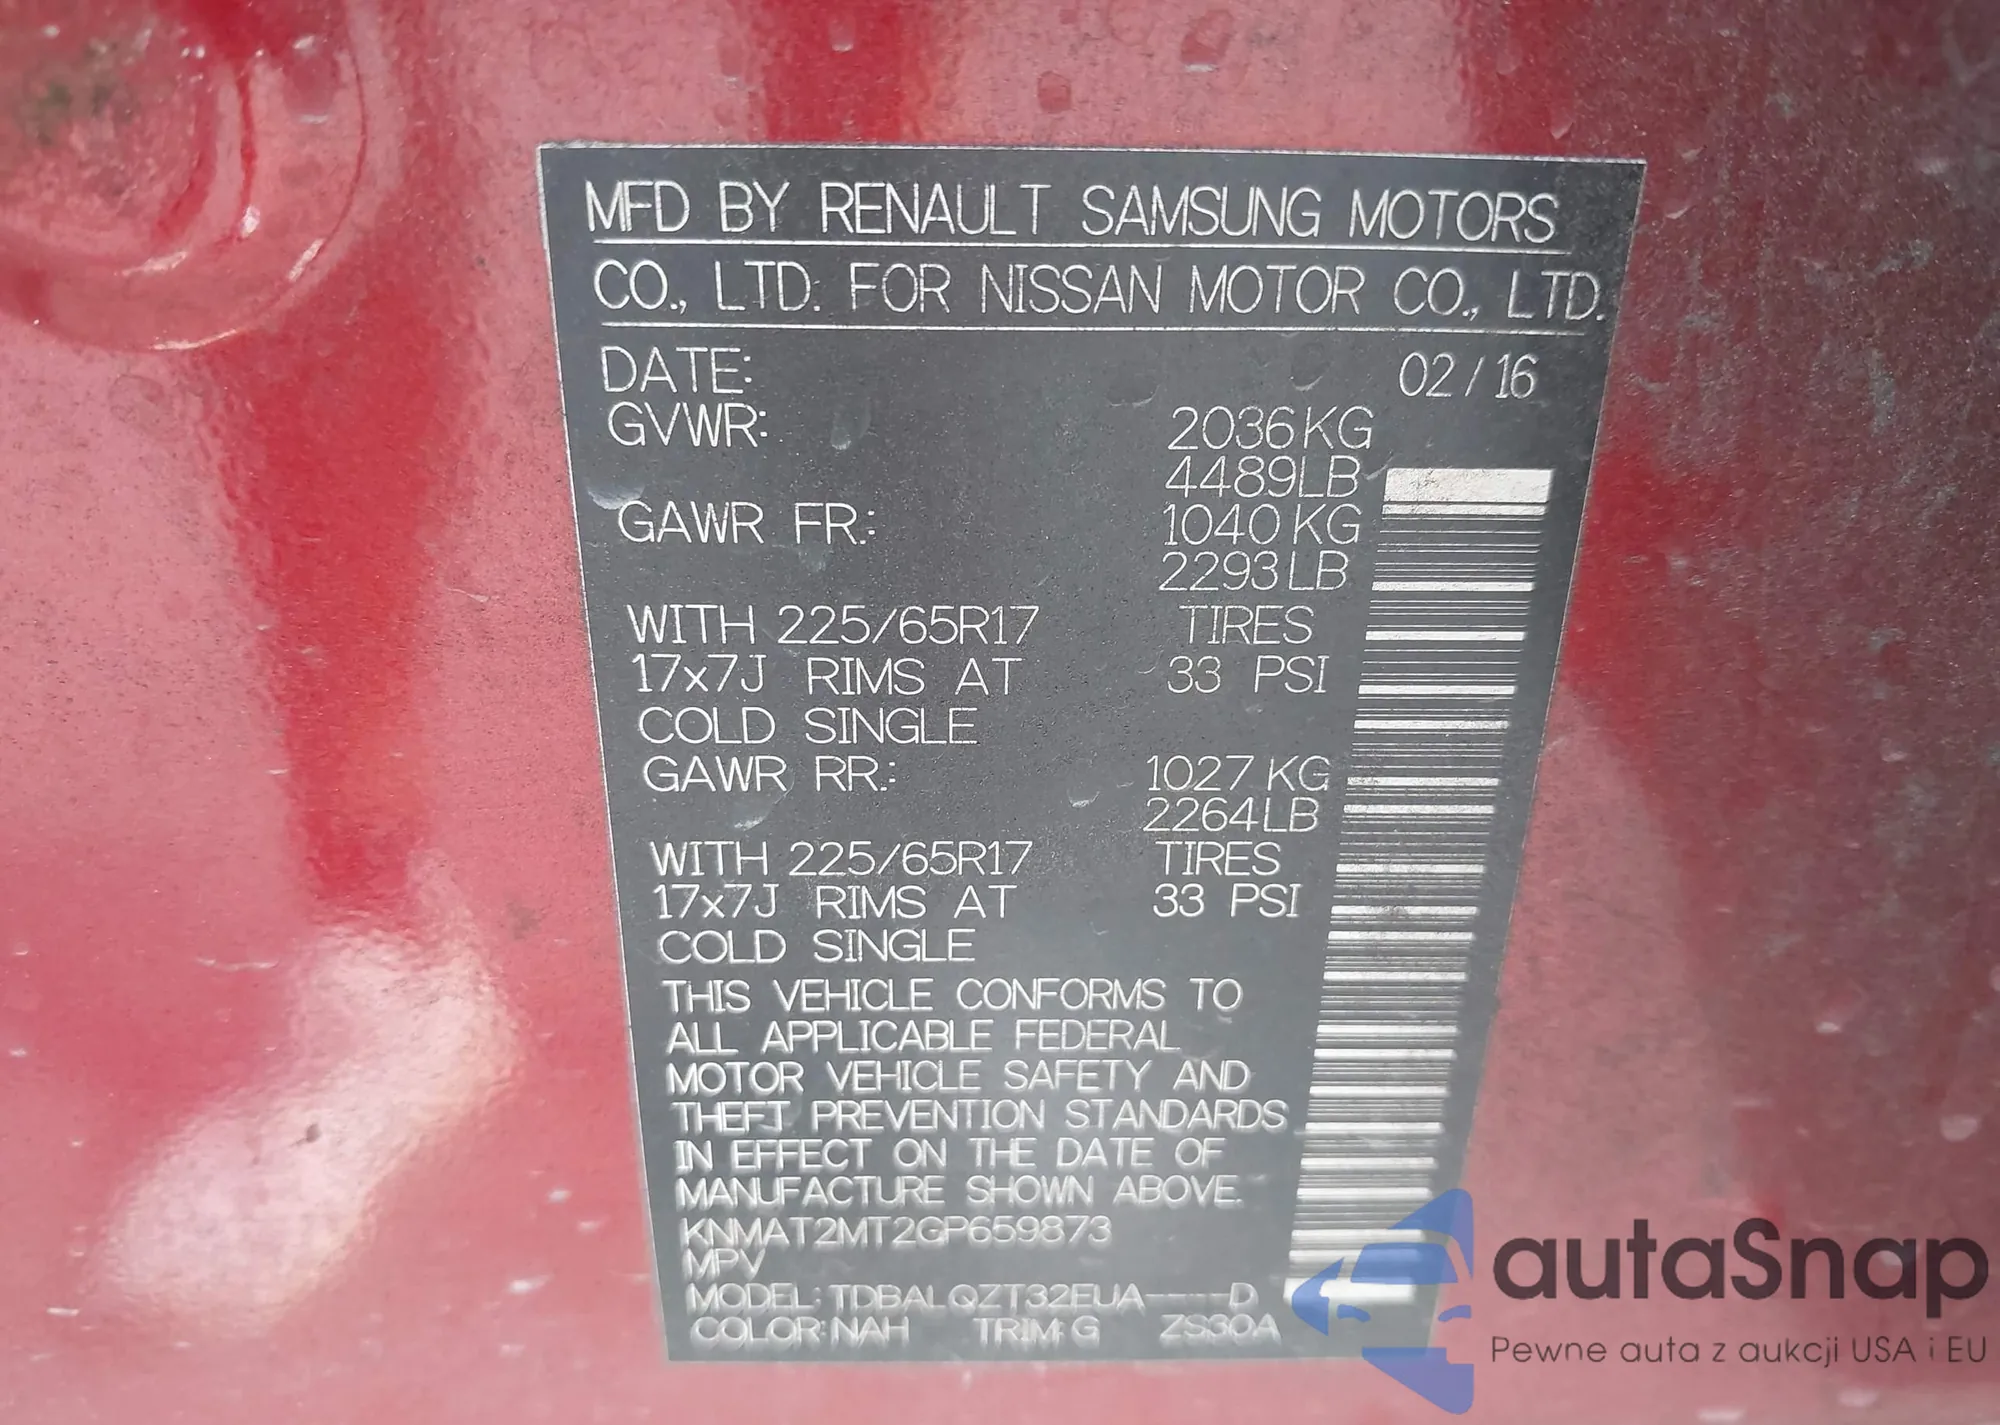 MFD BY RENAULT SAMSUNG MOTORS
CO., LTD. FOR NISSAN MOTOR CO., LTD.
DATE: 02/16
GVWR: 2036KG
4489LB
GAWR FR.: 1040KG
2293LB
WITH 225/65R17 TIRES
17x7J RIMS AT 33 PSI
COLD SINGLE
GAWR RR.: 1027KG
2264LB
WITH 225/65R17 TIRES
17x7J RIMS AT 33 PSI
COLD SINGLE
THIS VEHICLE CONFORMS TO
ALL APPLICABLE FEDERAL
MOTOR VEHICLE SAFETY AND
THEFT PREVENTION STANDARDS
IN EFFECT ON THE DATE OF
MANUFACTURE SHOWN ABOVE.
KNMAT2MT2GP659873
MPV
MODEL: TDBALQZT32EUA----D
COLOR: NAH TRIM: G ZS30A
autaSnap
Pewne auta z aukcji USA i EU